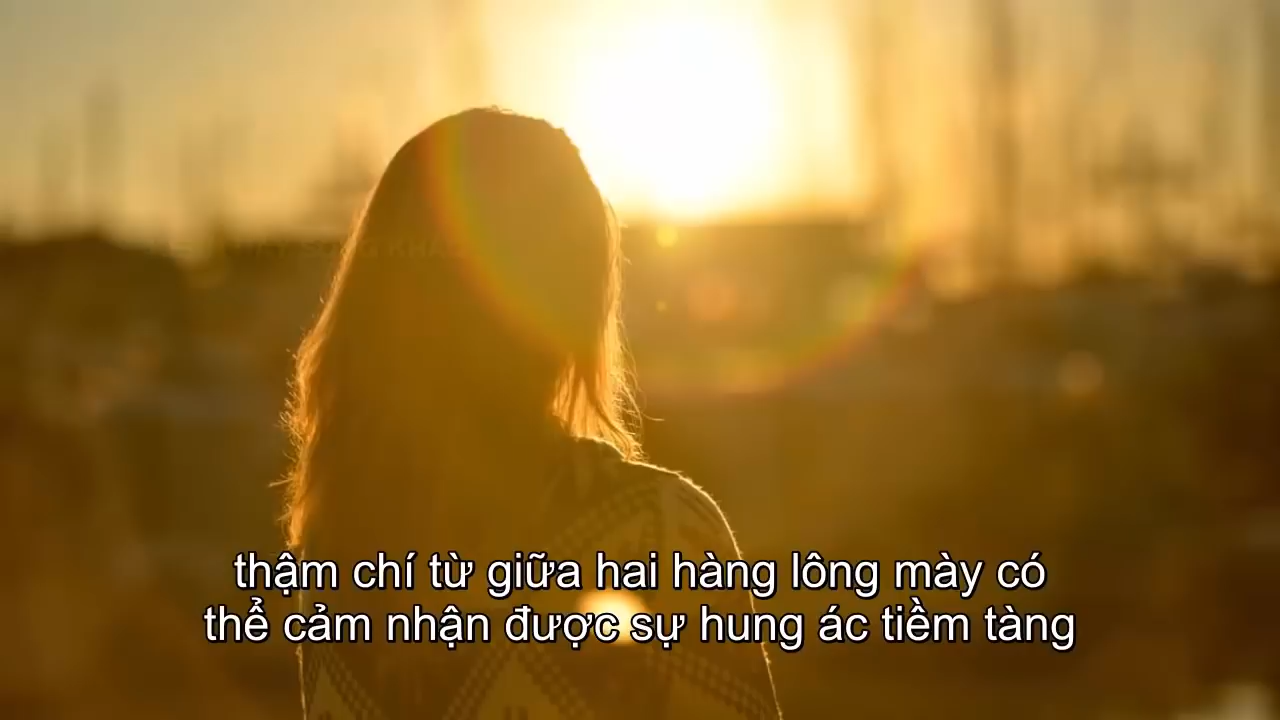 thậm chí từ giữa hai hàng lông mày có
thể cảm nhận được sự hung ác tiềm tàng